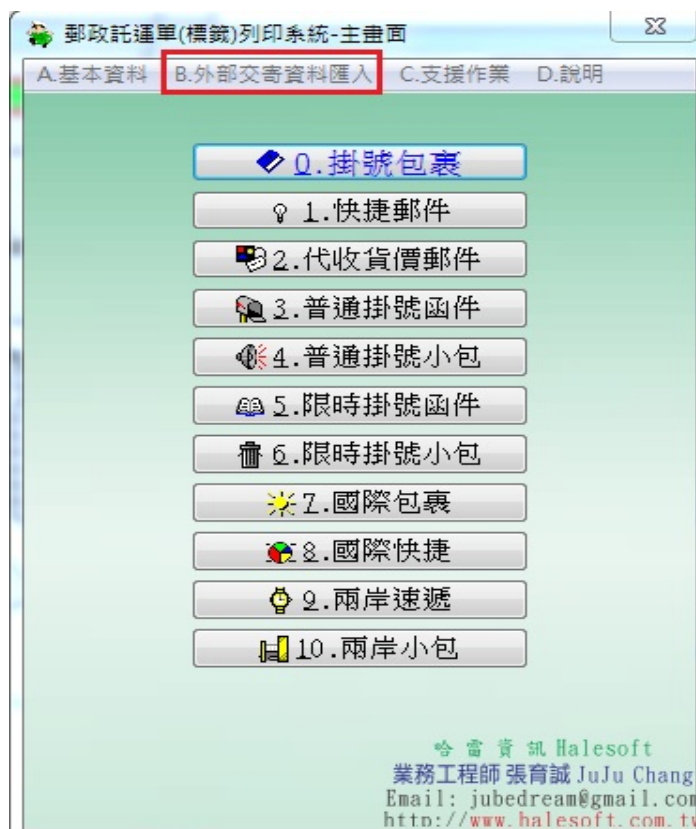 郵政託運單(標籤)列印系統-主畫面
A.基本資料 B.外部交寄資料匯入 C.支援作業 D.說明
0.掛號包裹
1.快捷郵件
2.代收貨價郵件
3.普通掛號函件
4.普通掛號小包
5.限時掛號函件
6.限時掛號小包
7.國際包裹
8.國際快捷
9.兩岸速遞
10.兩岸小包
哈雷資訊 Halesoft
業務工程師 張育誠 JuJu Chang
Email: jubedream@gmail.com
http://www.halesoft.com.tw